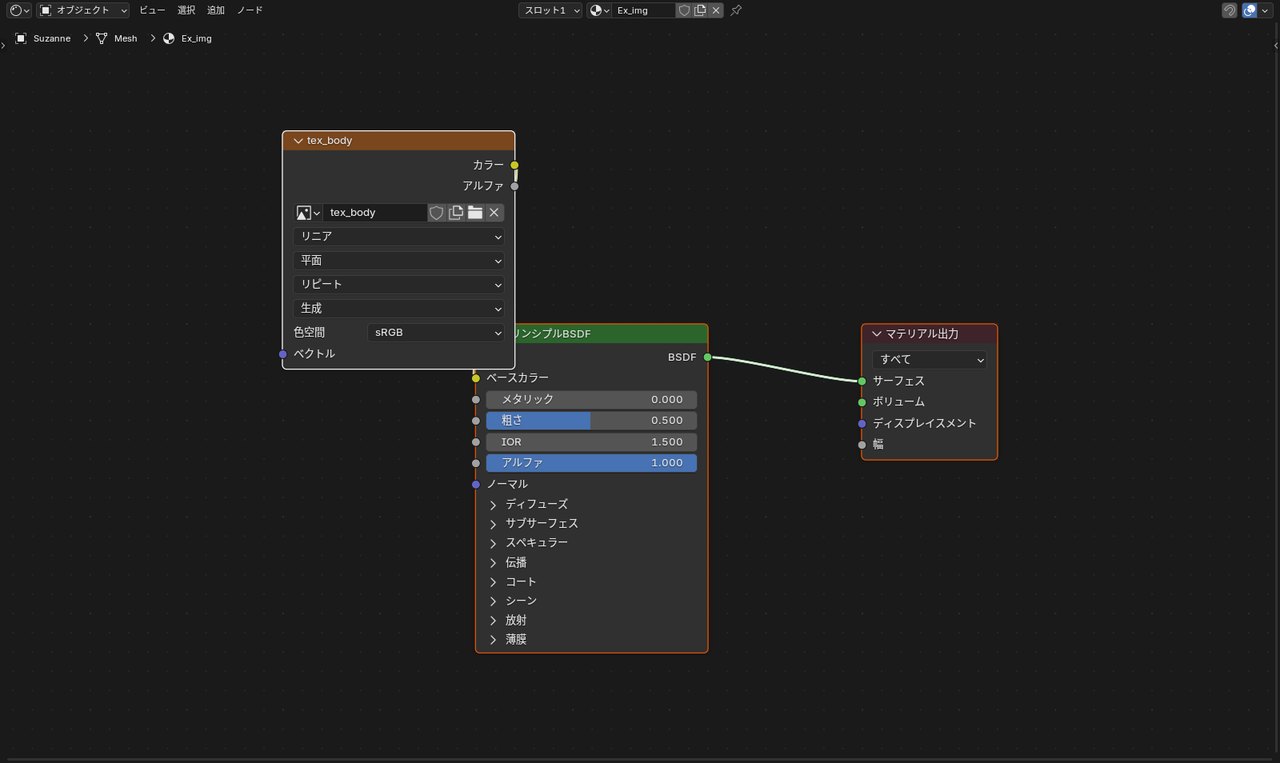 オブジェクト ビュー 選択 追加 ノード スロット1 Ex_img
Suzanne Mesh Ex_img
tex_body
カラー
アルファ
tex_body
リニア
平面
リピート
生成
色空間 sRGB
ベクトル
リンシプルBSDF
BSDF
ベースカラー
メタリック 0.000
粗さ 0.500
IOR 1.500
アルファ 1.000
ノーマル
ディフューズ
サブサーフェス
スペキュラー
伝播
コート
シーン
放射
薄膜
マテリアル出力
すべて
サーフェス
ボリューム
ディスプレイスメント
幅